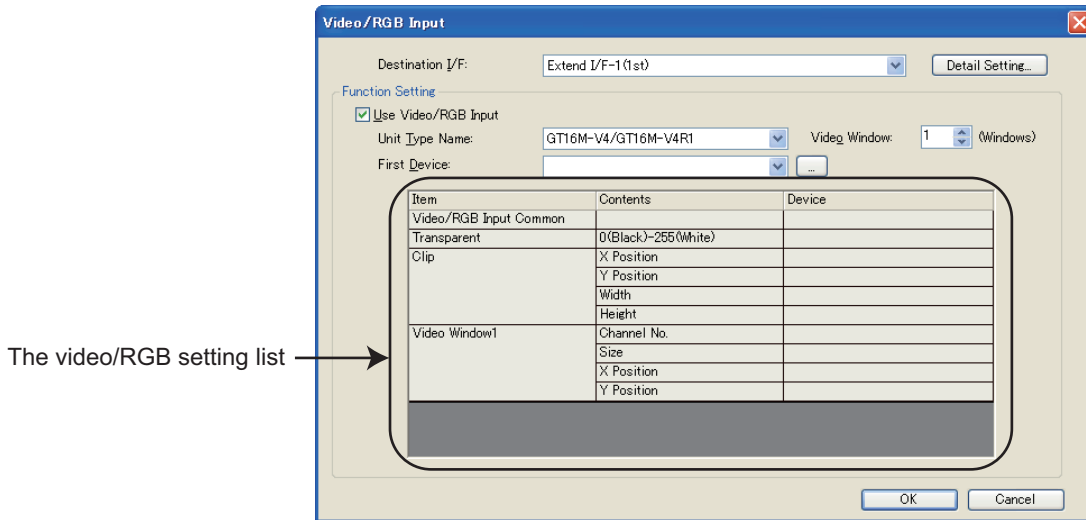 Video/RGB Input
Destination I/F: Extend I/F-1(1st) Detail Setting...
Function Setting
Use Video/RGB Input
Unit Type Name: GT16M-V4/GT16M-V4R1 Video Window: 1 (Windows)
First Device: ...
Item Contents Device
Video/RGB Input Common
Transparent 0(Black)-255(White)
Clip X Position
Y Position
Width
Height
Video Window1 Channel No.
Size
The video/RGB setting list
X Position
Y Position
OK Cancel